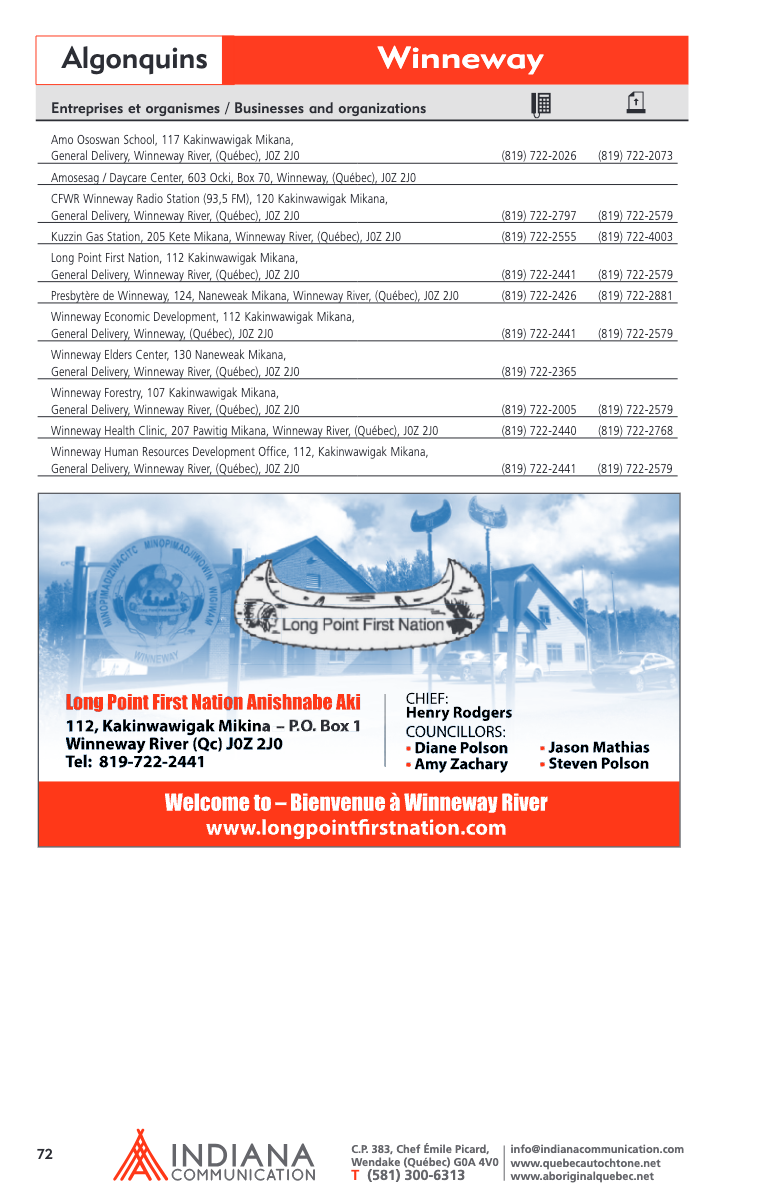 Algonquins
Winneway
Entreprises et organismes / Businesses and organizations
Amo Ososwan School, 117 Kakinwawigak Mikana,
General Delivery, Winneway River, (Québec), J0Z 2J0 (819) 722-2026 (819) 722-2073
Amosesag / Daycare Center, 603 Ocki, Box 70, Winneway, (Québec), J0Z 2J0
CFWR Winneway Radio Station (93,5 FM), 120 Kakinwawigak Mikana,
General Delivery, Winneway River, (Québec), J0Z 2J0 (819) 722-2797 (819) 722-2579
Kuzzin Gas Station, 205 Kete Mikana, Winneway River, (Québec), J0Z 2J0 (819) 722-2555 (819) 722-4003
Long Point First Nation, 112 Kakinwawigak Mikana,
General Delivery, Winneway River, (Québec), J0Z 2J0 (819) 722-2441 (819) 722-2579
Presbytère de Winneway, 124, Naneweak Mikana, Winneway River, (Québec), J0Z 2J0 (819) 722-2426 (819) 722-2881
Winneway Economic Development, 112 Kakinwawigak Mikana,
General Delivery, Winneway, (Québec), J0Z 2J0 (819) 722-2441 (819) 722-2579
Winneway Elders Center, 130 Naneweak Mikana,
General Delivery, Winneway River, (Québec), J0Z 2J0 (819) 722-2365
Winneway Forestry, 107 Kakinwawigak Mikana,
General Delivery, Winneway River, (Québec), J0Z 2J0 (819) 722-2005 (819) 722-2579
Winneway Health Clinic, 207 Pawitig Mikana, Winneway River, (Québec), J0Z 2J0 (819) 722-2440 (819) 722-2768
Winneway Human Resources Development Office, 112, Kakinwawigak Mikana,
General Delivery, Winneway River, (Québec), J0Z 2J0 (819) 722-2441 (819) 722-2579
MINOPIMADIZINACITC MINOPIMADJIWOWIN WIGIWAM
Long Point First Nation
WINNEWAY
Long Point First Nation
Long Point First Nation Anishnabe Aki
112, Kakinwawigak Mikina – P.O. Box 1
Winneway River (Qc) J0Z 2J0
Tel: 819-722-2441
CHIEF:
Henry Rodgers
COUNCILLORS:
▪ Diane Polson ▪ Jason Mathias
▪ Amy Zachary ▪ Steven Polson
Welcome to – Bienvenue à Winneway River
www.longpointfirstnation.com
72
INDIANA
COMMUNICATION
C.P. 383, Chef Émile Picard,
Wendake (Québec) G0A 4V0
T (581) 300-6313
info@indianacommunication.com
www.quebecautochtone.net
www.aboriginalquebec.net